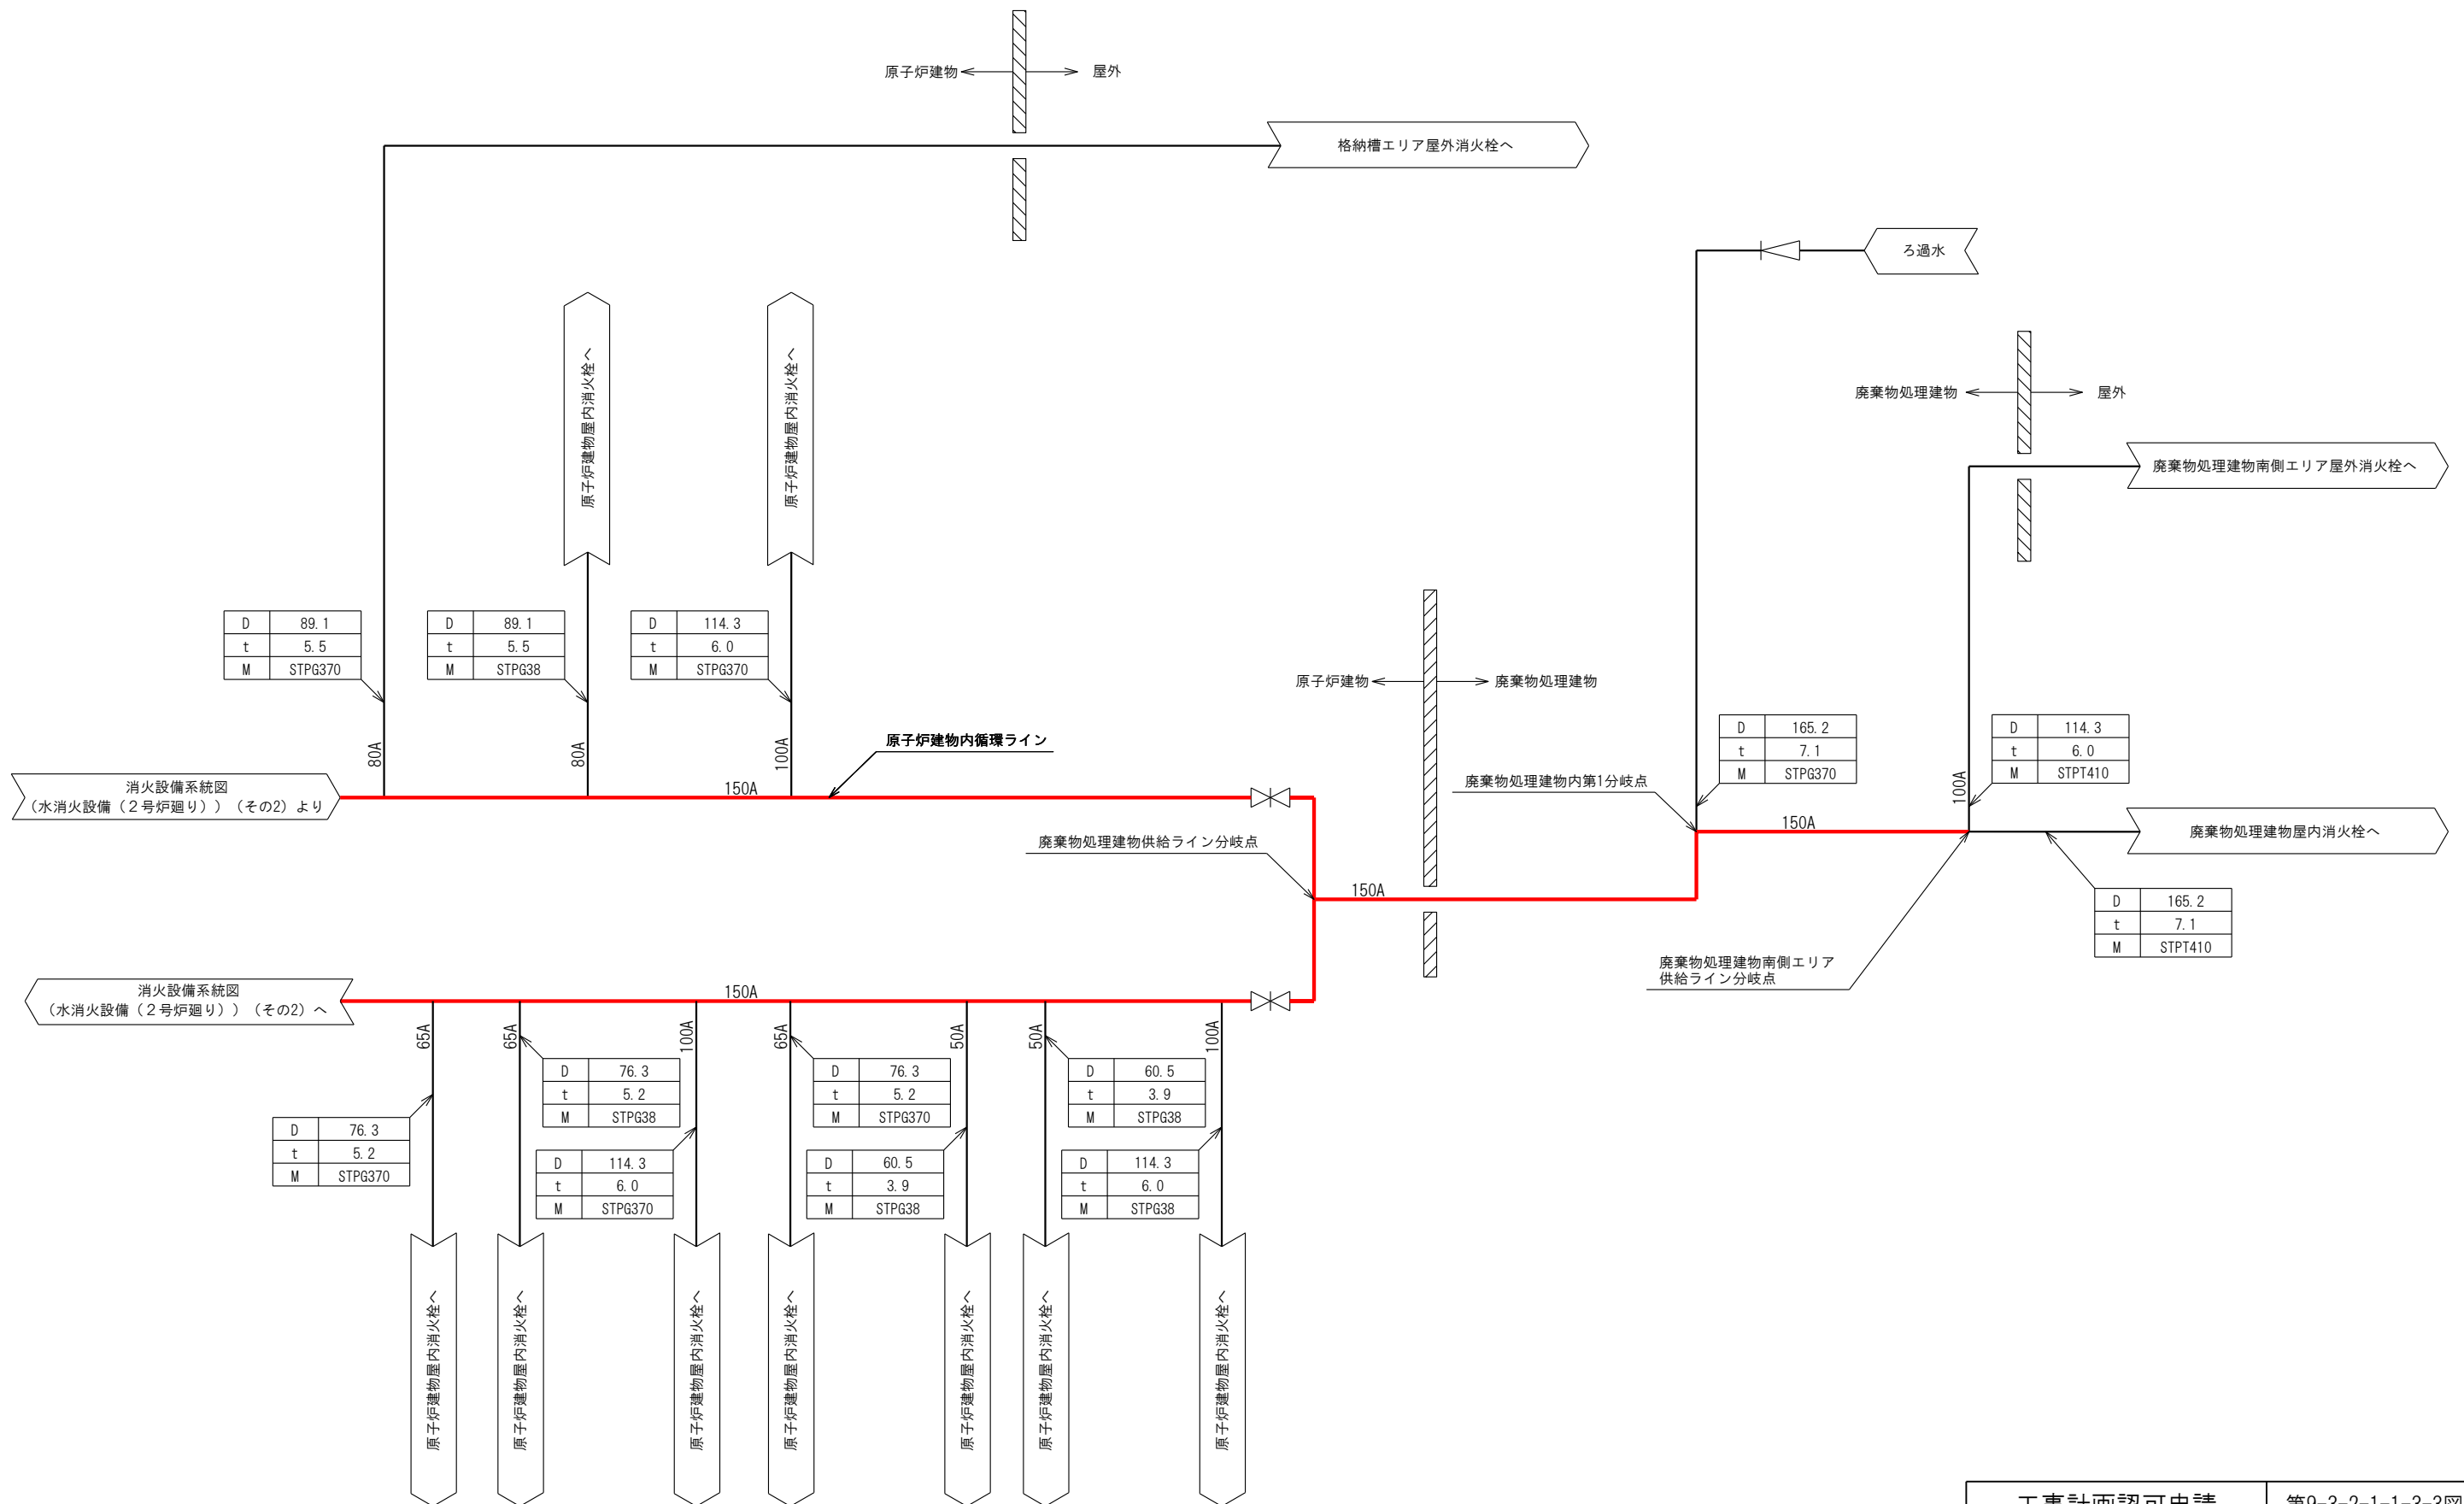 原子炉建物
屋外
格納槽エリア屋外消火栓へ
ろ過水
原子炉建物屋内消火栓へ
原子炉建物屋内消火栓へ
廃棄物処理建物
屋外
廃棄物処理建物南側エリア屋外消火栓へ
D 89.1
t 5.5
M STPG370
D 89.1
t 5.5
M STPG38
D 114.3
t 6.0
M STPG370
原子炉建物
廃棄物処理建物
80A
80A
100A
原子炉建物内循環ライン
D 165.2
t 7.1
M STPG370
D 114.3
t 6.0
M STPT410
消火設備系統図
(水消火設備(2号炉廻り))(その2)より
150A
廃棄物処理建物内第1分岐点
100A
150A
廃棄物処理建物屋内消火栓へ
廃棄物処理建物供給ライン分岐点
150A
D 165.2
t 7.1
M STPT410
廃棄物処理建物南側エリア
供給ライン分岐点
消火設備系統図
(水消火設備(2号炉廻り))(その2)へ
150A
65A
65A
100A
65A
50A
50A
100A
D 76.3
t 5.2
M STPG38
D 76.3
t 5.2
M STPG370
D 60.5
t 3.9
M STPG38
D 76.3
t 5.2
M STPG370
D 114.3
t 6.0
M STPG370
D 60.5
t 3.9
M STPG38
D 114.3
t 6.0
M STPG38
原子炉建物屋内消火栓へ
原子炉建物屋内消火栓へ
原子炉建物屋内消火栓へ
原子炉建物屋内消火栓へ
原子炉建物屋内消火栓へ
原子炉建物屋内消火栓へ
原子炉建物屋内消火栓へ
工事計画認可申請
第9-3-2-1-1-3-3図